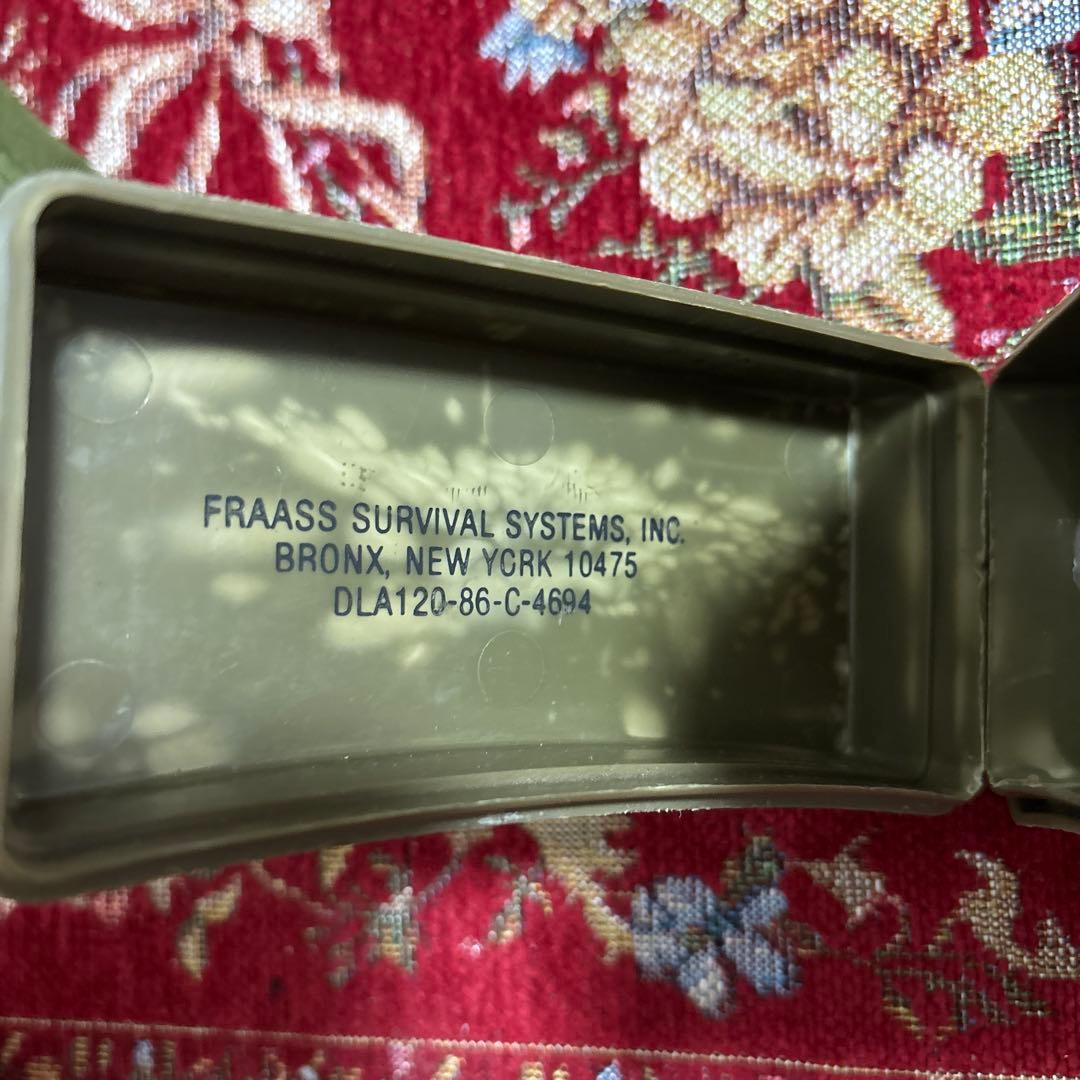 FRAASS SURVIVAL SYSTEMS, INC.
BRONX, NEW YORK 10475
DLA120-86-C-4694